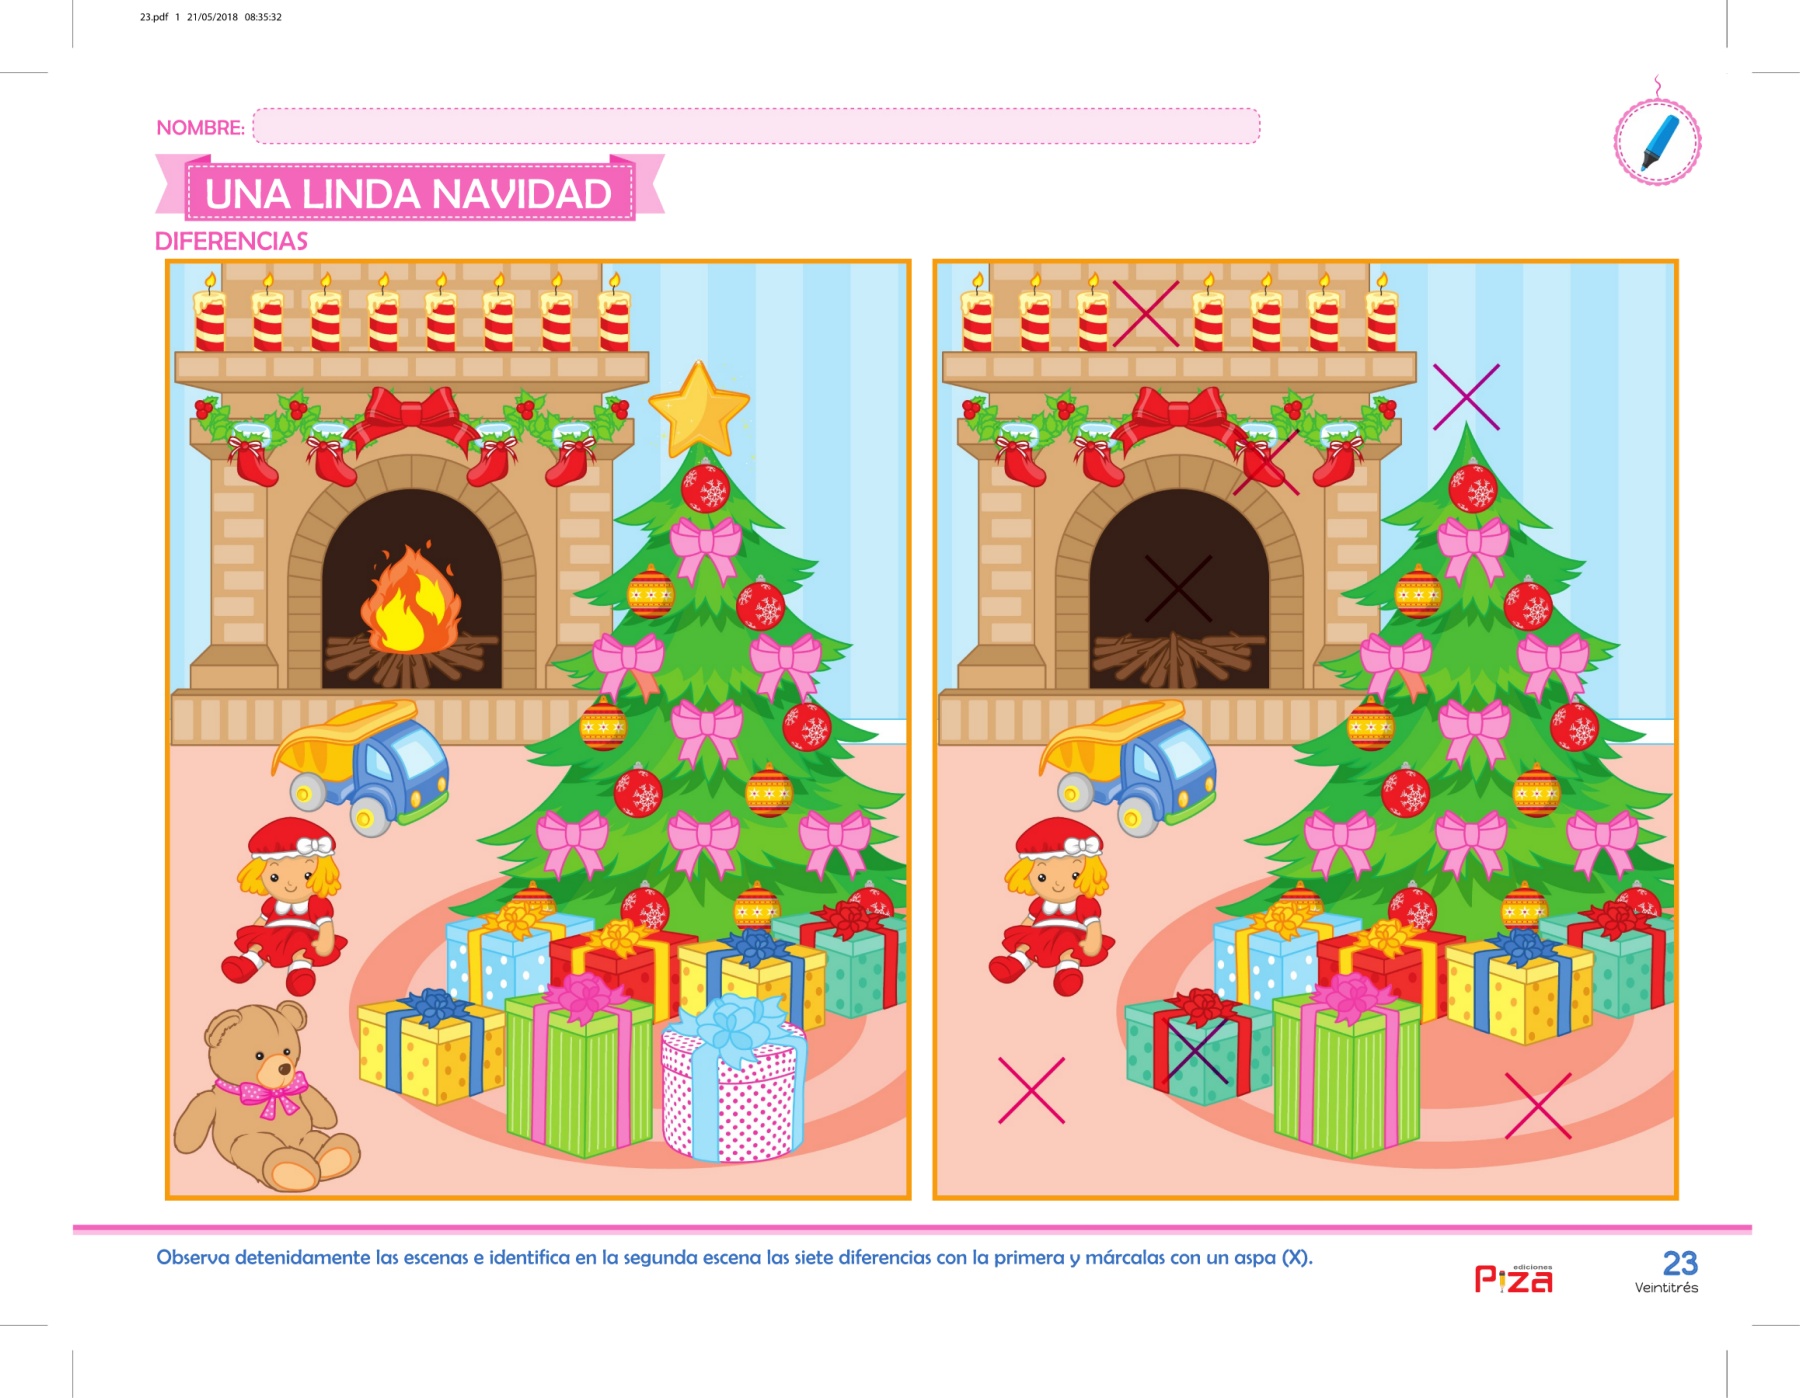 23.pdf 1 21/05/2018 08:35:32
NOMBRE:
UNA LINDA NAVIDAD
DIFERENCIAS
Observa detenidamente las escenas e identifica en la segunda escena las siete diferencias con la primera y márcalas con un aspa (X).
ediciones
Piza
23
Veintitrés